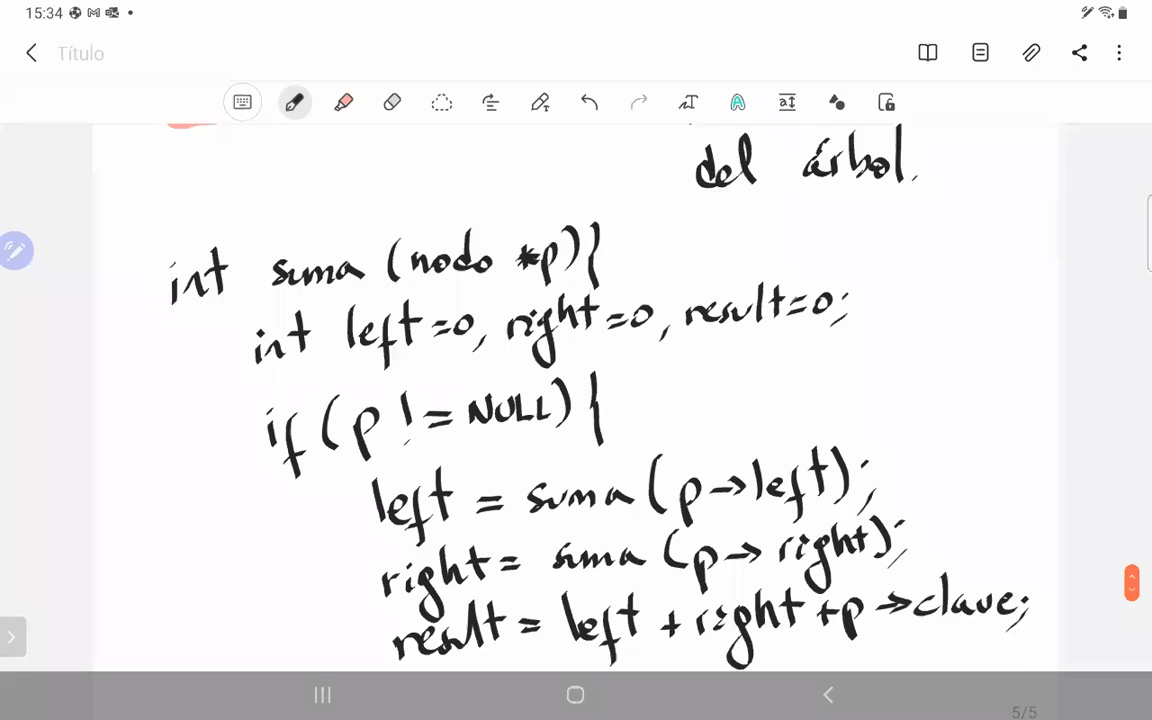 15:34
Título
del árbol.
int suma (nodo *p){
int left=0, right=0, result=0;
if (p != NULL) {
left = suma (p→left);
right = suma (p→right);
result = left + right + p→clave;
5/5